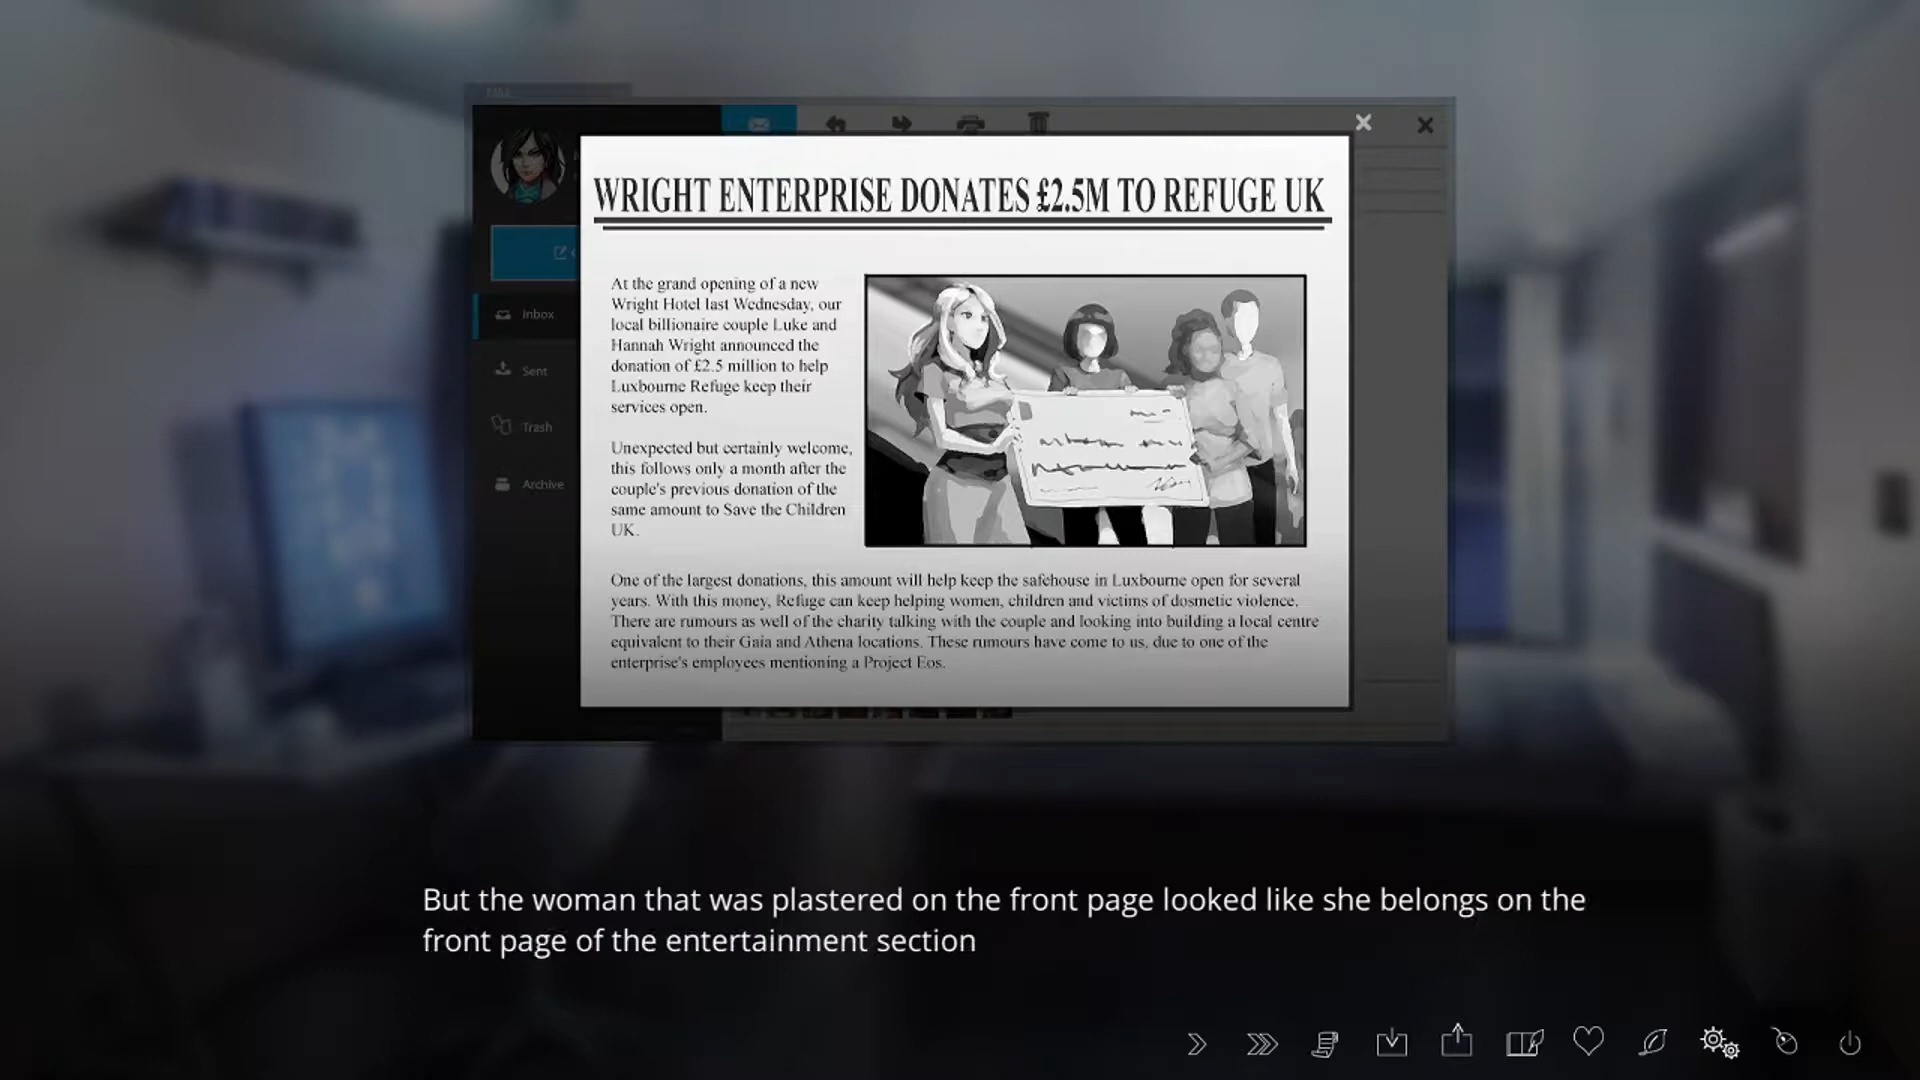 WRIGHT ENTERPRISE DONATES £2.5M TO REFUGE UK
At the grand opening of a new
Wright Hotel last Wednesday, our
local billionaire couple Luke and
Hannah Wright announced the
donation of £2.5 million to help
Luxbourne Refuge keep their
services open.
Unexpected but certainly welcome,
this follows only a month after the
couple's previous donation of the
same amount to Save the Children
UK.
One of the largest donations, this amount will help keep the safehouse in Luxbourne open for several
years. With this money, Refuge can keep helping women, children and victims of dosmetic violence.
There are rumours as well of the charity talking with the couple and looking into building a local centre
equivalent to their Gaia and Athena locations. These rumours have come to us, due to one of the
enterprise's employees mentioning a Project Eos.
Inbox
Sent
Trash
Archive
But the woman that was plastered on the front page looked like she belongs on the
front page of the entertainment section